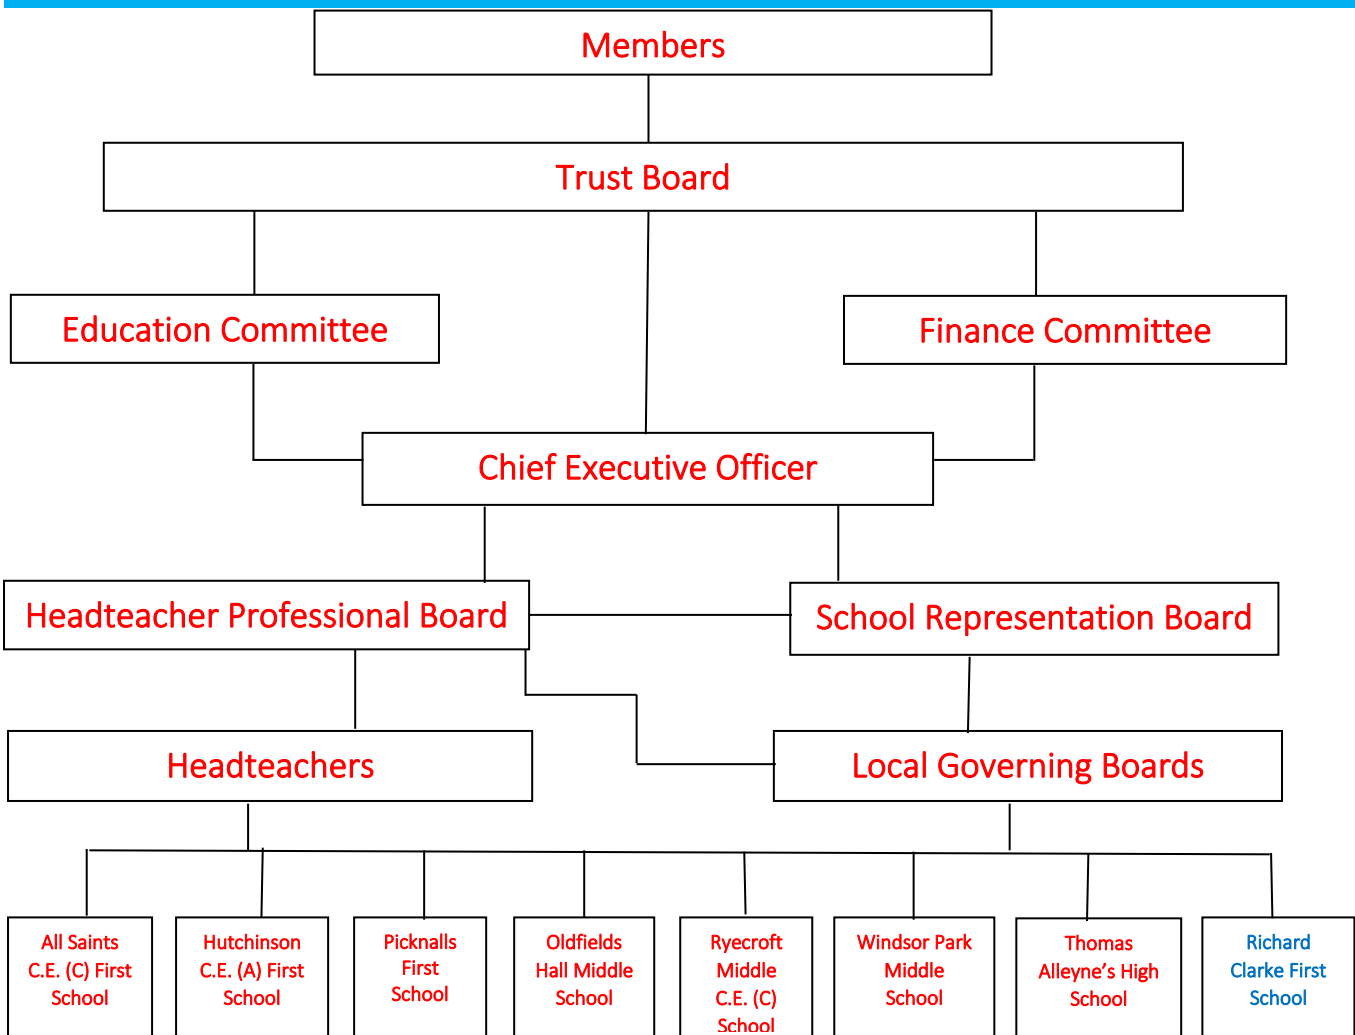 Members
Trust Board
Education Committee
Finance Committee
Chief Executive Officer
Headteacher Professional Board
School Representation Board
Headteachers
Local Governing Boards
All Saints
C.E. (C) First
School
Hutchinson
C.E. (A) First
School
Picknalls
First
School
Oldfields
Hall Middle
School
Ryecroft
Middle
C.E. (C)
School
Windsor Park
Middle
School
Thomas
Alleyne’s High
School
Richard
Clarke First
School